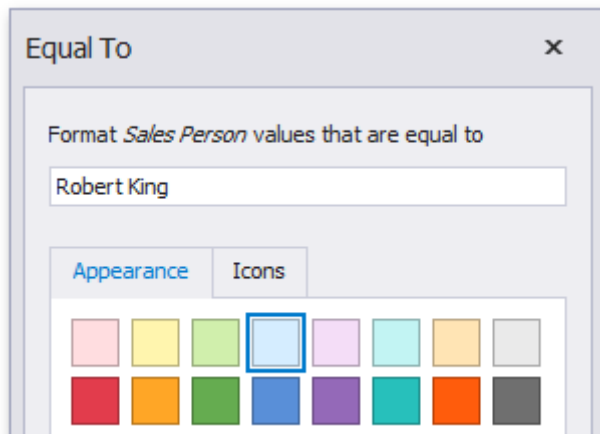 Equal To
Format Sales Person values that are equal to
Robert King
Appearance Icons